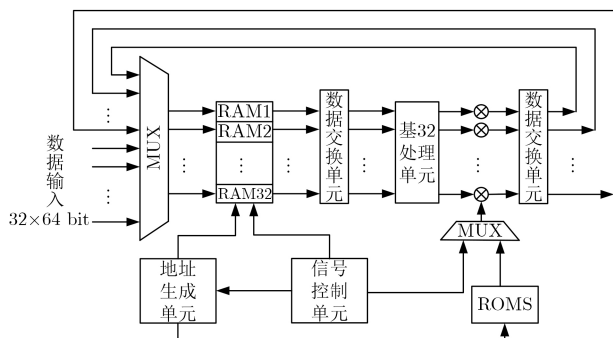 数据输入
32×64 bit
MUX
RAM1
RAM2
RAM32
数据交换单元
基32
处理
单元
数据交换单元
MUX
地址
生成
单元
信号
控制
单元
ROMS